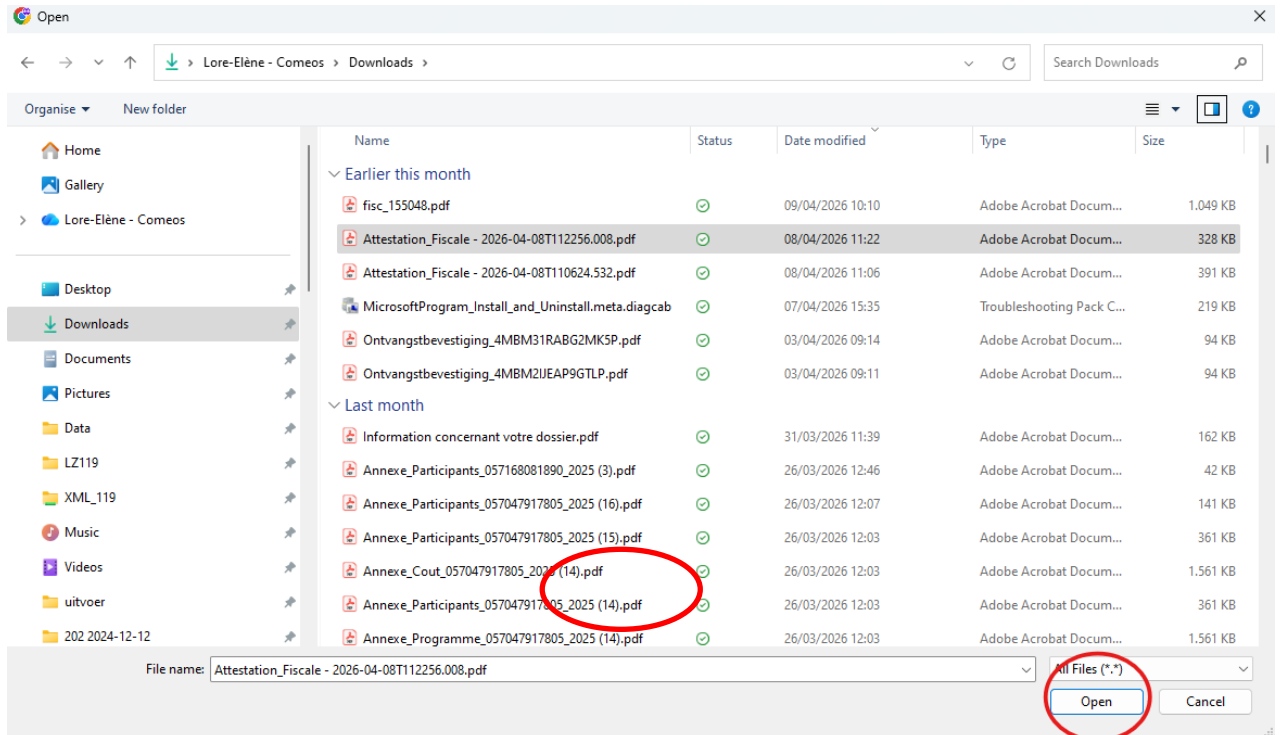 Open
Lore-Elène - Comeos > Downloads >
Search Downloads
Organise New folder
Home
Gallery
Lore-Elène - Comeos
Desktop
Downloads
Documents
Pictures
Data
LZ119
XML_119
Music
Videos
uitvoer
202 2024-12-12
Name Status Date modified Type Size
Earlier this month
fisc_155048.pdf 09/04/2026 10:10 Adobe Acrobat Docum... 1.049 KB
Attestation_Fiscale - 2026-04-08T112256.008.pdf 08/04/2026 11:22 Adobe Acrobat Docum... 328 KB
Attestation_Fiscale - 2026-04-08T110624.532.pdf 08/04/2026 11:06 Adobe Acrobat Docum... 391 KB
MicrosoftProgram_Install_and_Uninstall.meta.diagcab 07/04/2026 15:35 Troubleshooting Pack C... 219 KB
Ontvangstbevestiging_4MBM31RABG2MK5P.pdf 03/04/2026 09:14 Adobe Acrobat Docum... 94 KB
Ontvangstbevestiging_4MBM2IJEAP9GTLP.pdf 03/04/2026 09:11 Adobe Acrobat Docum... 94 KB
Last month
Information concernant votre dossier.pdf 31/03/2026 11:39 Adobe Acrobat Docum... 162 KB
Annexe_Participants_057168081890_2025 (3).pdf 26/03/2026 12:46 Adobe Acrobat Docum... 42 KB
Annexe_Participants_057047917805_2025 (16).pdf 26/03/2026 12:07 Adobe Acrobat Docum... 141 KB
Annexe_Participants_057047917805_2025 (15).pdf 26/03/2026 12:03 Adobe Acrobat Docum... 361 KB
Annexe_Cout_057047917805_2025 (14).pdf 26/03/2026 12:03 Adobe Acrobat Docum... 1.561 KB
Annexe_Participants_057047917805_2025 (14).pdf 26/03/2026 12:03 Adobe Acrobat Docum... 361 KB
Annexe_Programme_057047917805_2025 (14).pdf 26/03/2026 12:03 Adobe Acrobat Docum... 1.561 KB
File name: Attestation_Fiscale - 2026-04-08T112256.008.pdf All Files (*.*)
Open Cancel